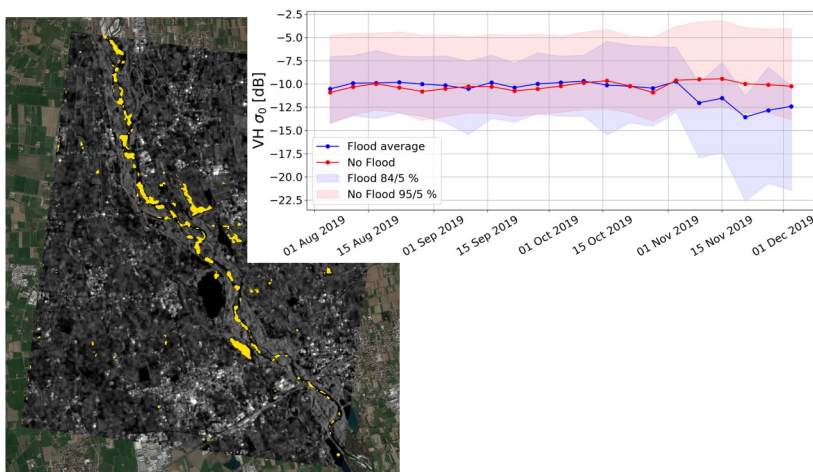 −2.5
−5.0
−7.5
−10.0
−12.5
−15.0
−17.5
−20.0
−22.5
VH σ₀ [dB]
Flood average
No Flood
Flood 84/5 %
No Flood 95/5 %
01 Aug 2019
15 Aug 2019
01 Sep 2019
15 Sep 2019
01 Oct 2019
15 Oct 2019
01 Nov 2019
15 Nov 2019
01 Dec 2019